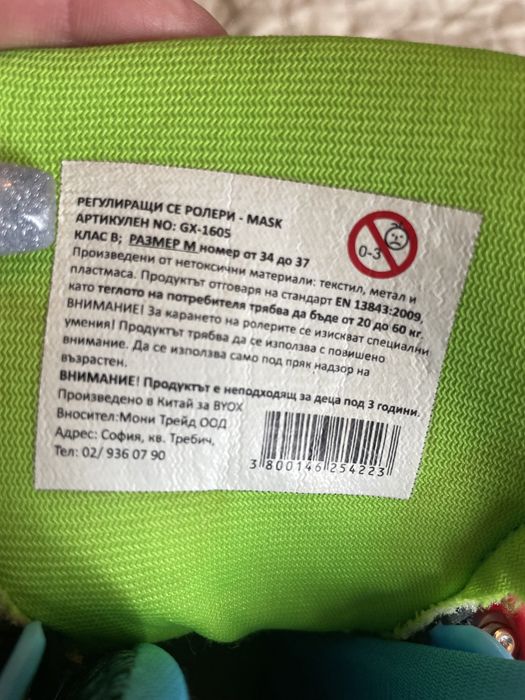 РЕГУЛИРАЩИ СЕ РОЛЕРИ - MASK
АРТИКУЛЕН NO: GX-1605
КЛАС В; РАЗМЕР М номер от 34 до 37
0-3
Произведени от нетоксични материали: текстил, метал и
пластмаса. Продуктът отговаря на стандарт EN 13843:2009,
като теглото на потребителя трябва да бъде от 20 до 60 кг.
ВНИМАНИЕ! За карането на ролерите се изискват специални
умения! Продуктът трябва да се използва с повишено
внимание. Да се използва само под пряк надзор на
възрастен.
ВНИМАНИЕ! Продуктът е неподходящ за деца под 3 години.
Произведено в Китай за BYOX
Вносител:Мони Трейд ООД
Адрес: София, кв. Требич,
Тел: 02/ 936 07 90
3 800146 254223